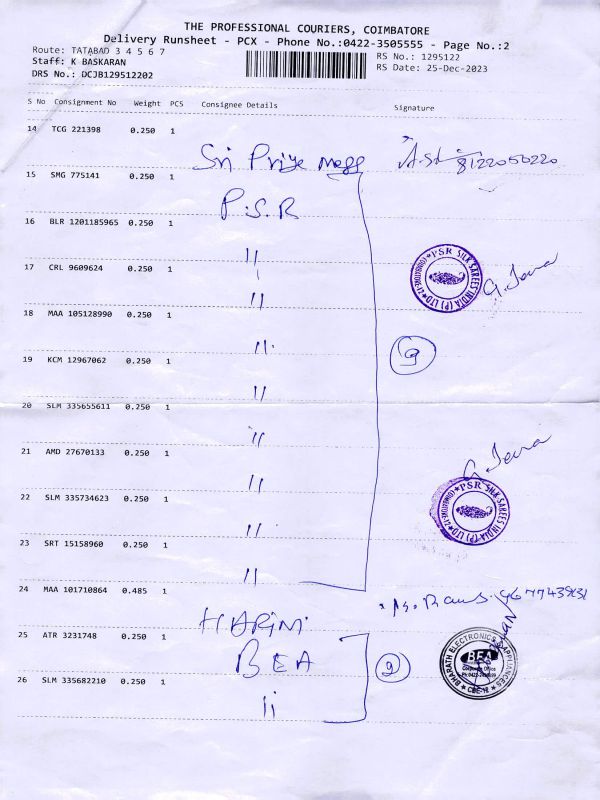 THE PROFESSIONAL COURIERS, COIMBATORE
Delivery Runsheet - PCX - Phone No.:0422-3505555 - Page No.:2
Route: TATABAD 3 4 5 6 7
Staff: K BASKARAN
DRS No.: DCJB129512202
RS No.: 1295122
RS Date: 25-Dec-2023
S No Consignment No Weight PCS Consignee Details Signature
14 TCG 221398 0.250 1
Sri Priya 8122050220
15 SMG 775141 0.250 1
P.S.R
16 BLR 1201185965 0.250 1
"
17 CRL 9609624 0.250 1
"
PSR SILK SAREES INDIA (P) LTD
18 MAA 105128990 0.250 1
"
9
19 KCM 12967062 0.250 1
"
20 SLM 335655611 0.250 1
"
21 AMD 27670133 0.250 1
"
22 SLM 335734623 0.250 1
"
PSR SILK SAREES INDIA (P) LTD
23 SRT 15158960 0.250 1
"
24 MAA 101710864 0.485 1
HARINI
25 ATR 3231748 0.250 1
BEA
2
BHARATH ELECTRONICS & APPLIANCES
BEA
Corporate Office
26 SLM 335682210 0.250 1
"